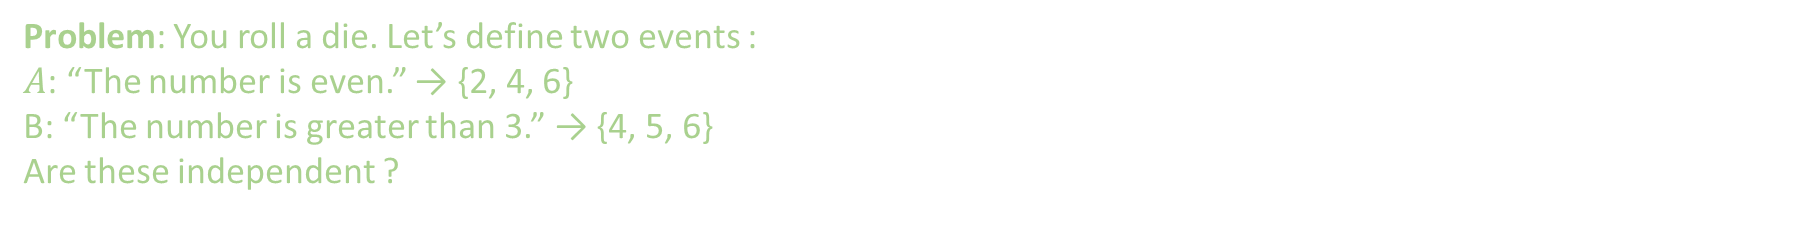 Problem: You roll a die. Let’s define two events :
A: “The number is even.” → {2, 4, 6}
B: “The number is greater than 3.” → {4, 5, 6}
Are these independent ?